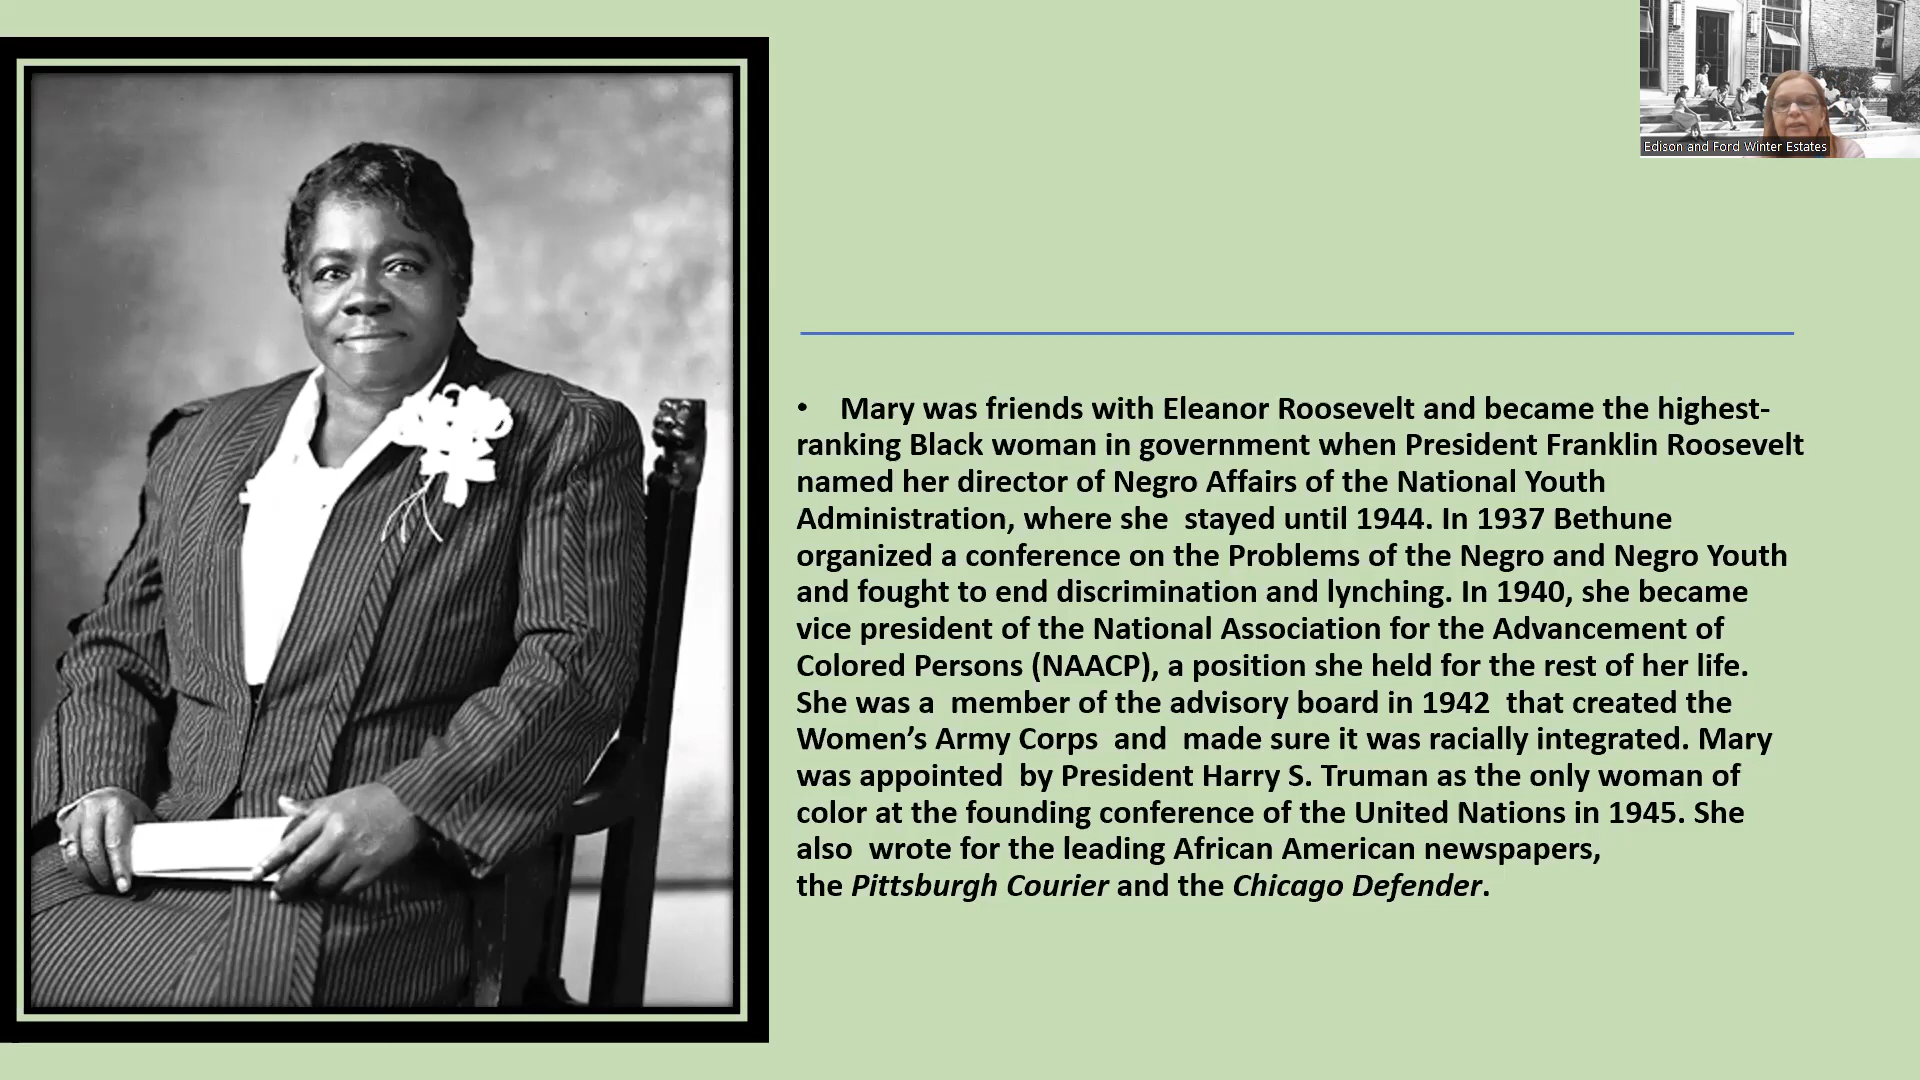 Edison and Ford Winter Estates
• Mary was friends with Eleanor Roosevelt and became the highest-
ranking Black woman in government when President Franklin Roosevelt
named her director of Negro Affairs of the National Youth
Administration, where she  stayed until 1944. In 1937 Bethune
organized a conference on the Problems of the Negro and Negro Youth
and fought to end discrimination and lynching. In 1940, she became
vice president of the National Association for the Advancement of
Colored Persons (NAACP), a position she held for the rest of her life.
She was a  member of the advisory board in 1942  that created the
Women’s Army Corps  and  made sure it was racially integrated. Mary
was appointed  by President Harry S. Truman as the only woman of
color at the founding conference of the United Nations in 1945. She
also  wrote for the leading African American newspapers,
the Pittsburgh Courier and the Chicago Defender.